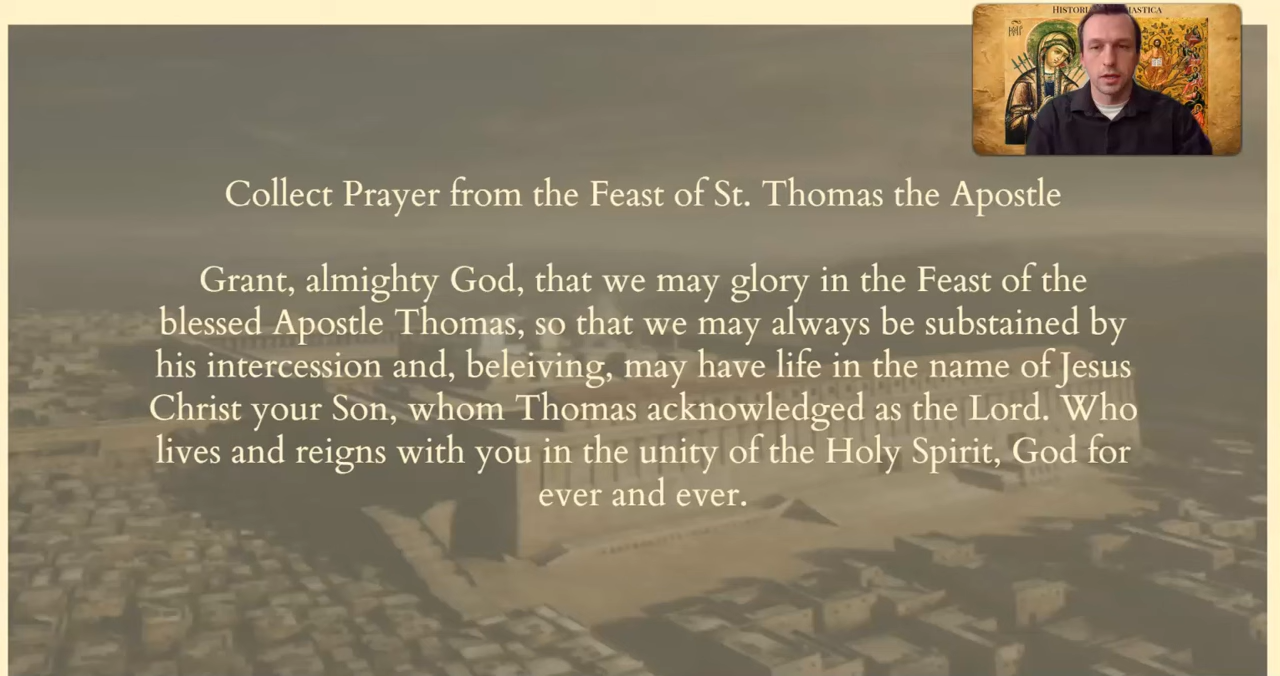 Collect Prayer from the Feast of St. Thomas the Apostle
Grant, almighty God, that we may glory in the Feast of the
blessed Apostle Thomas, so that we may always be substained by
his intercession and, beleiving, may have life in the name of Jesus
Christ your Son, whom Thomas acknowledged as the Lord. Who
lives and reigns with you in the unity of the Holy Spirit, God for
ever and ever.